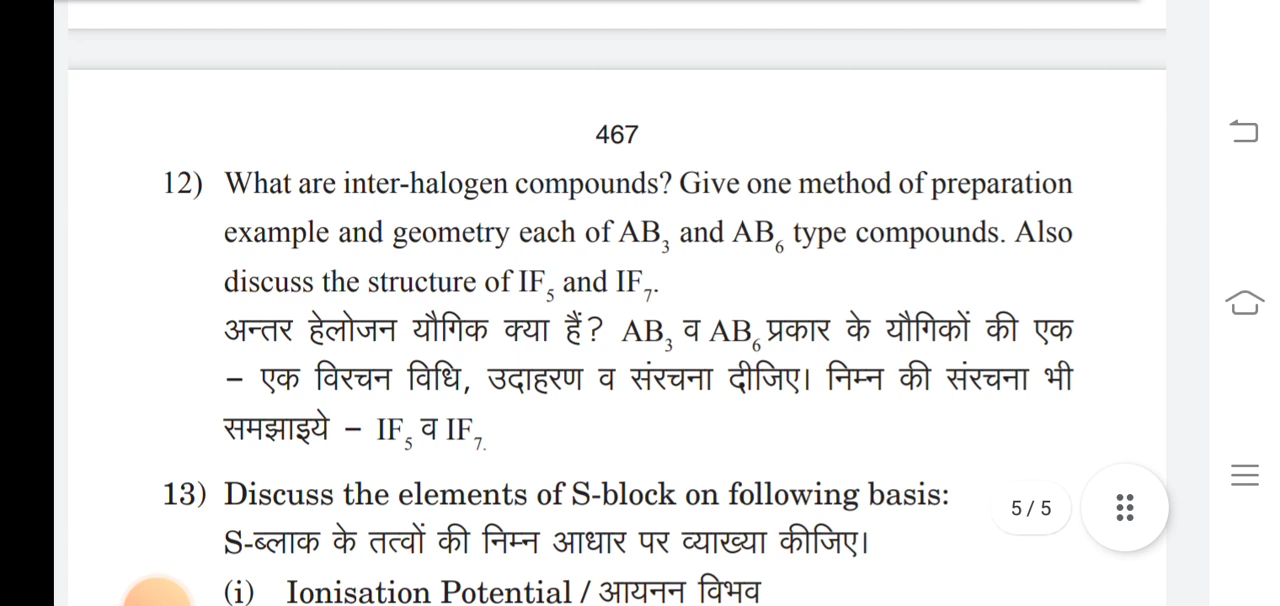 467
12) What are inter-halogen compounds? Give one method of preparation
example and geometry each of AB₃ and AB₆ type compounds. Also
discuss the structure of IF₅ and IF₇.
अन्तर हेलोजन यौगिक क्या हैं? AB₃ व AB₆ प्रकार के यौगिकों की एक
– एक विरचन विधि, उदाहरण व संरचना दीजिए। निम्न की संरचना भी
समझाइये – IF₅ व IF₇.
13) Discuss the elements of S-block on following basis:
5 / 5
S-ब्लाक के तत्वों की निम्न आधार पर व्याख्या कीजिए।
(i) Ionisation Potential / आयनन विभव